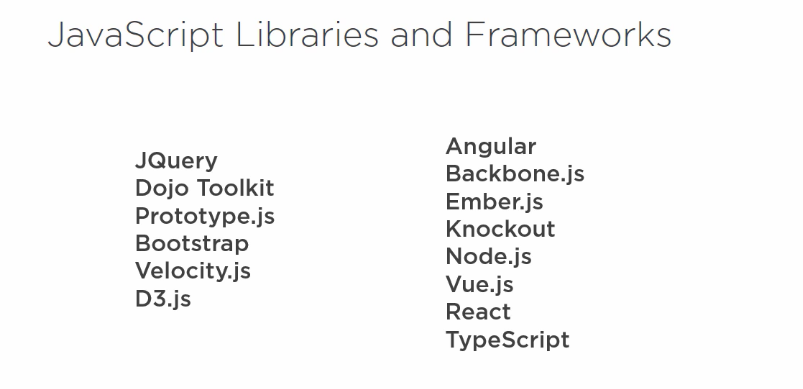 JavaScript Libraries and Frameworks
JQuery
Dojo Toolkit
Prototype.js
Bootstrap
Velocity.js
D3.js
Angular
Backbone.js
Ember.js
Knockout
Node.js
Vue.js
React
TypeScript